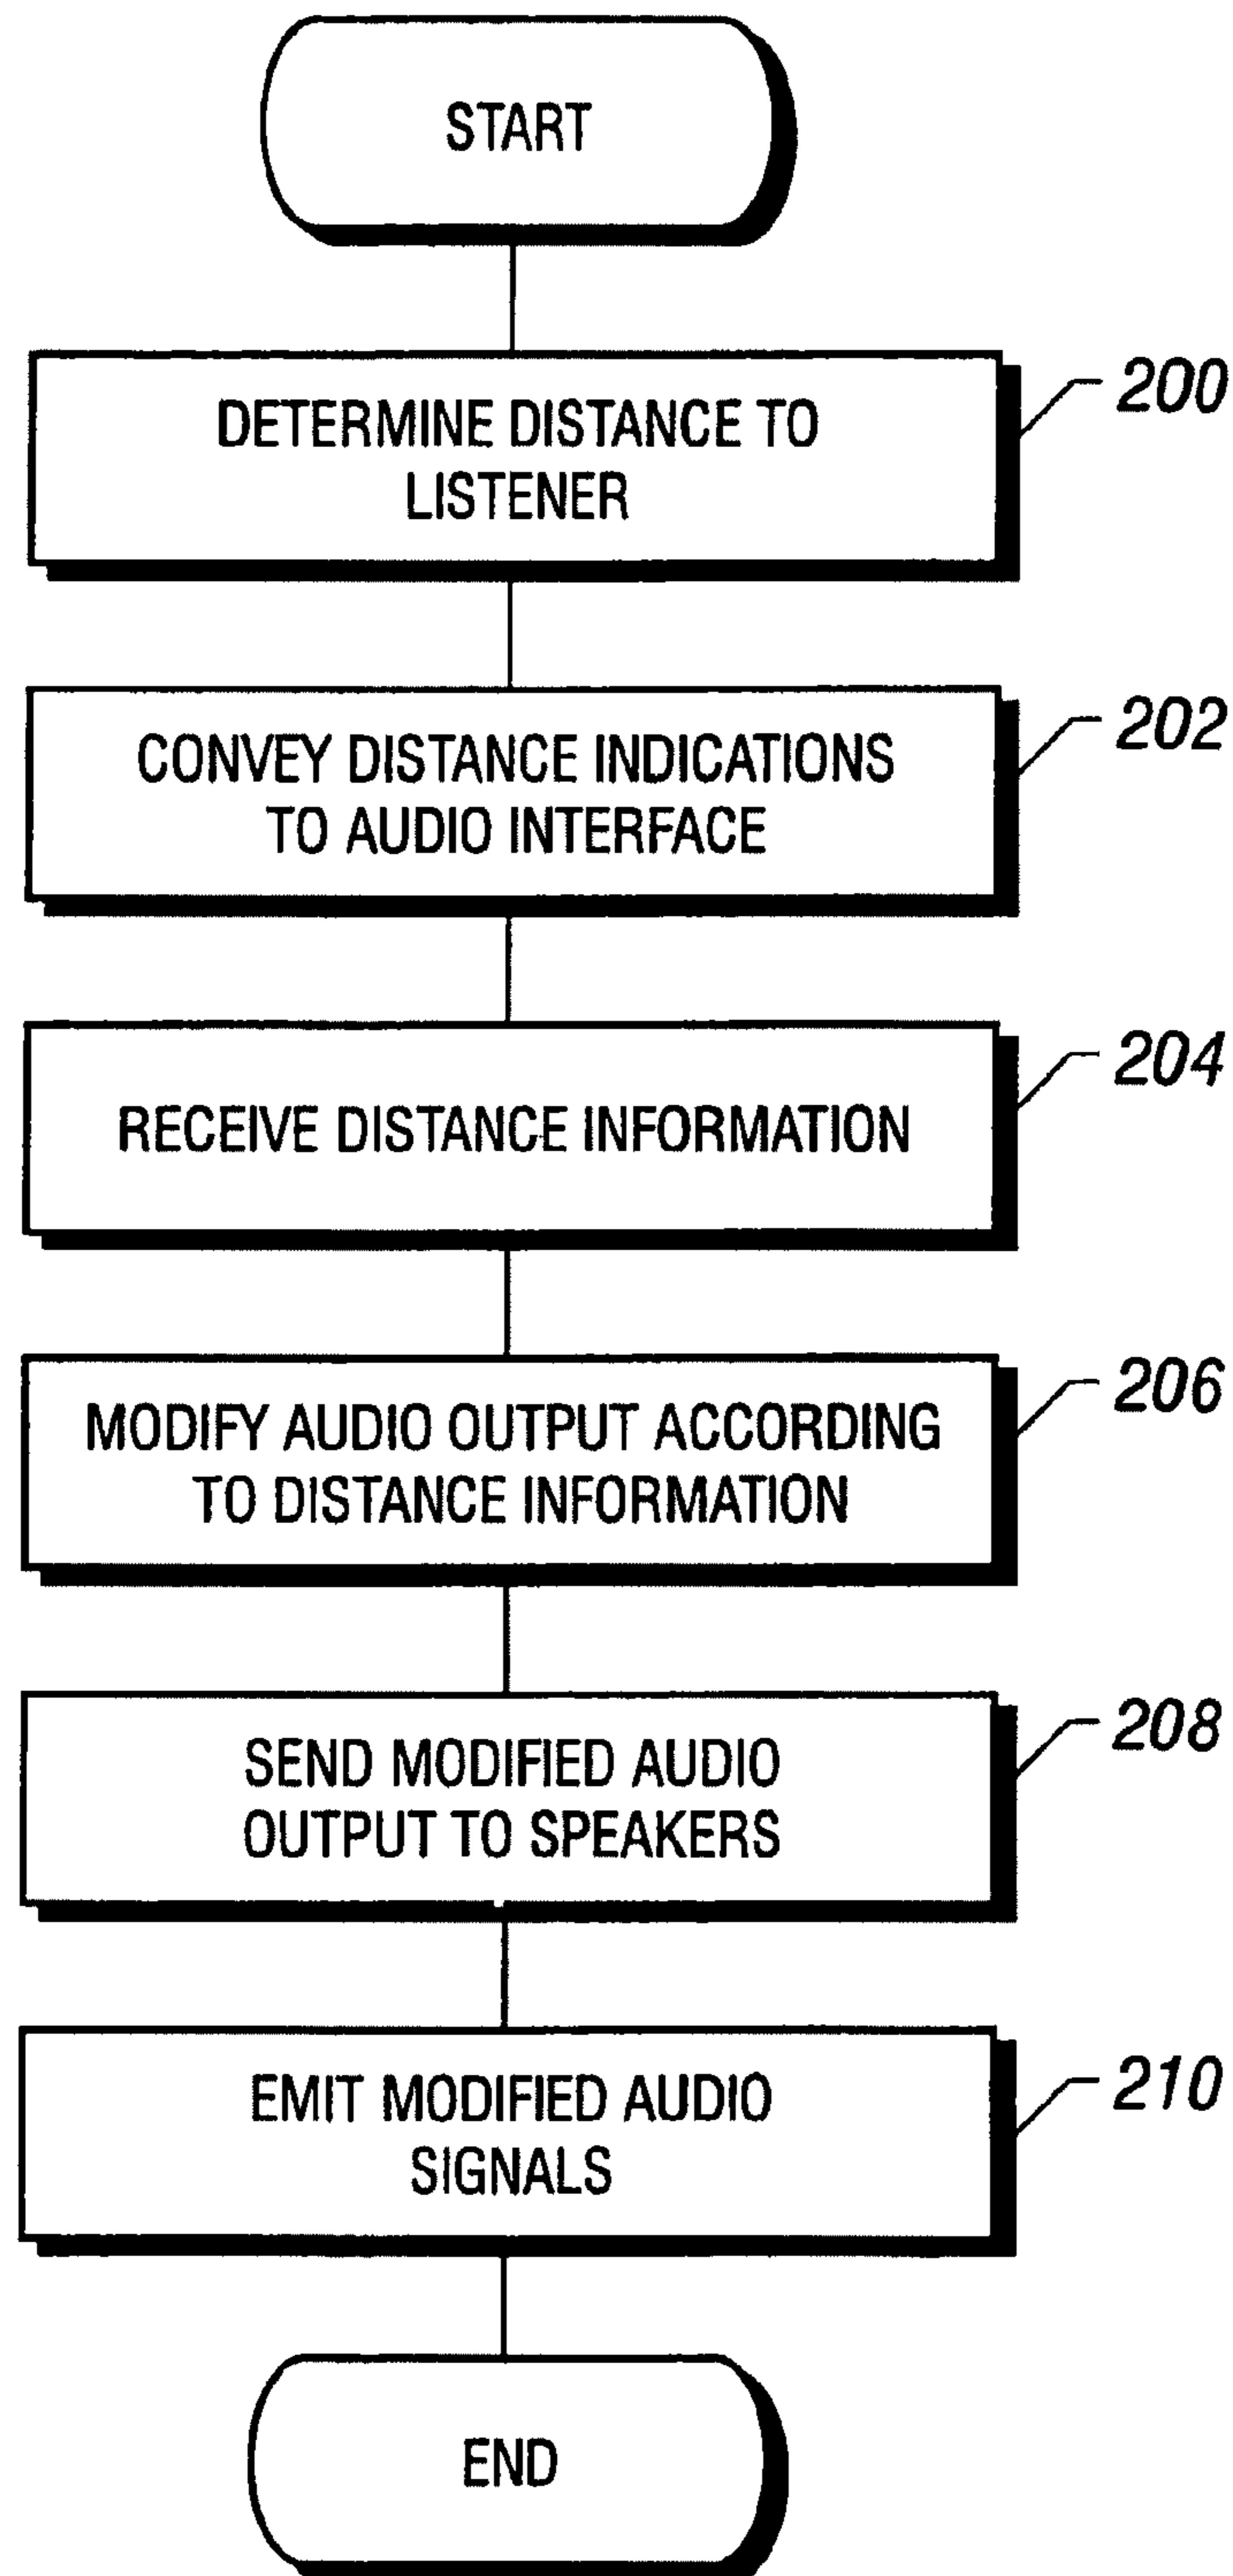 START
DETERMINE DISTANCE TO
LISTENER
200
CONVEY DISTANCE INDICATIONS
TO AUDIO INTERFACE
202
RECEIVE DISTANCE INFORMATION
204
MODIFY AUDIO OUTPUT ACCORDING
TO DISTANCE INFORMATION
206
SEND MODIFIED AUDIO
OUTPUT TO SPEAKERS
208
EMIT MODIFIED AUDIO
SIGNALS
210
END